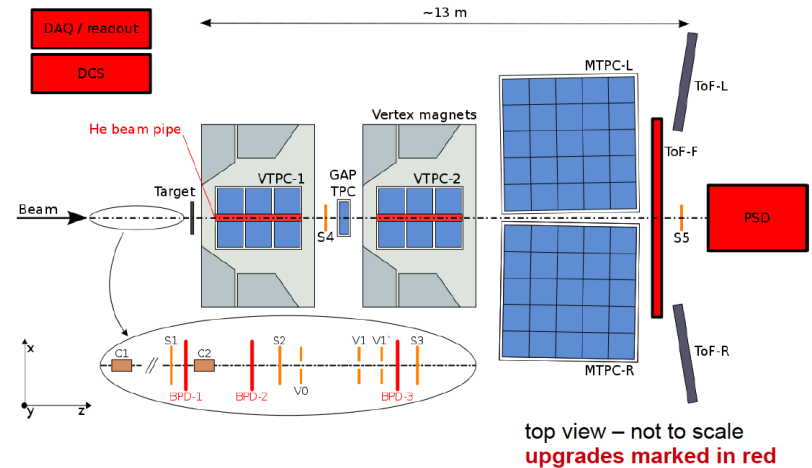 DAQ / readout
DCS
~13 m
MTPC-L
ToF-L
He beam pipe
Vertex magnets
ToF-F
VTPC-1
GAP
TPC
VTPC-2
Target
Beam
S4
S5
PSD
S1
C1
C2
S2
V0
V1
V1'
S3
BPD-1
BPD-2
BPD-3
x
y
z
MTPC-R
ToF-R
top view – not to scale
upgrades marked in red